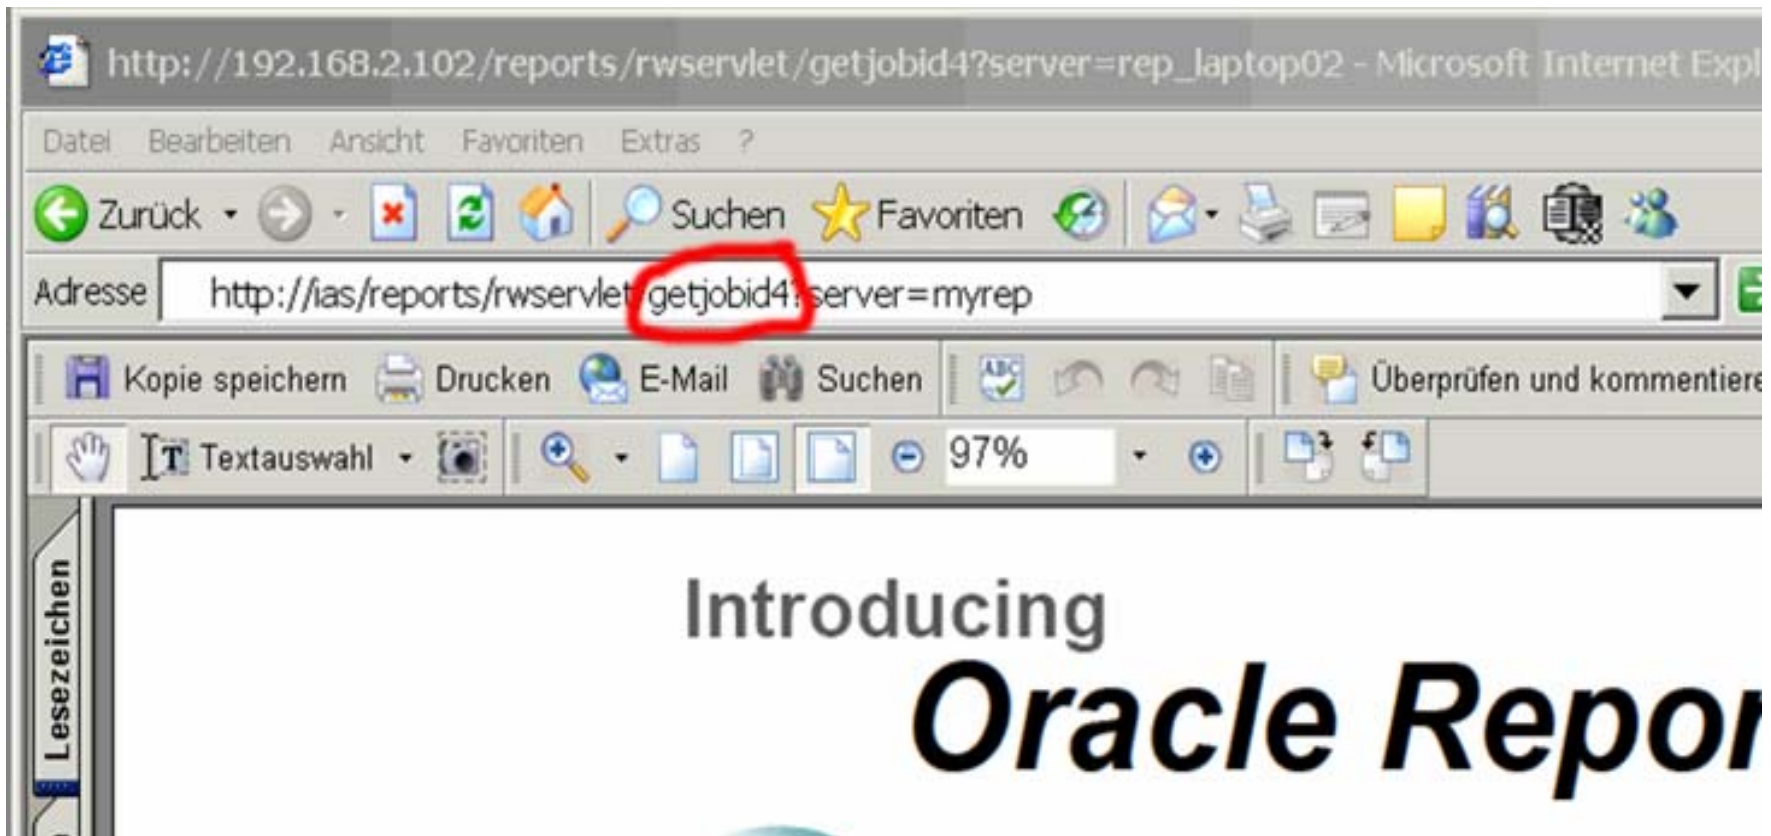 http://192.168.2.102/reports/rwservlet/getjobid4?server=rep_laptop02 - Microsoft Internet Expl
Datei Bearbeiten Ansicht Favoriten Extras ?
Zurück Suchen Favoriten
Adresse http://ias/reports/rwservlet/getjobid4?server=myrep
Kopie speichern Drucken E-Mail Suchen ABC Überprüfen und kommentiere
T Textauswahl 97%
Lesezeichen
Introducing
Oracle Repor